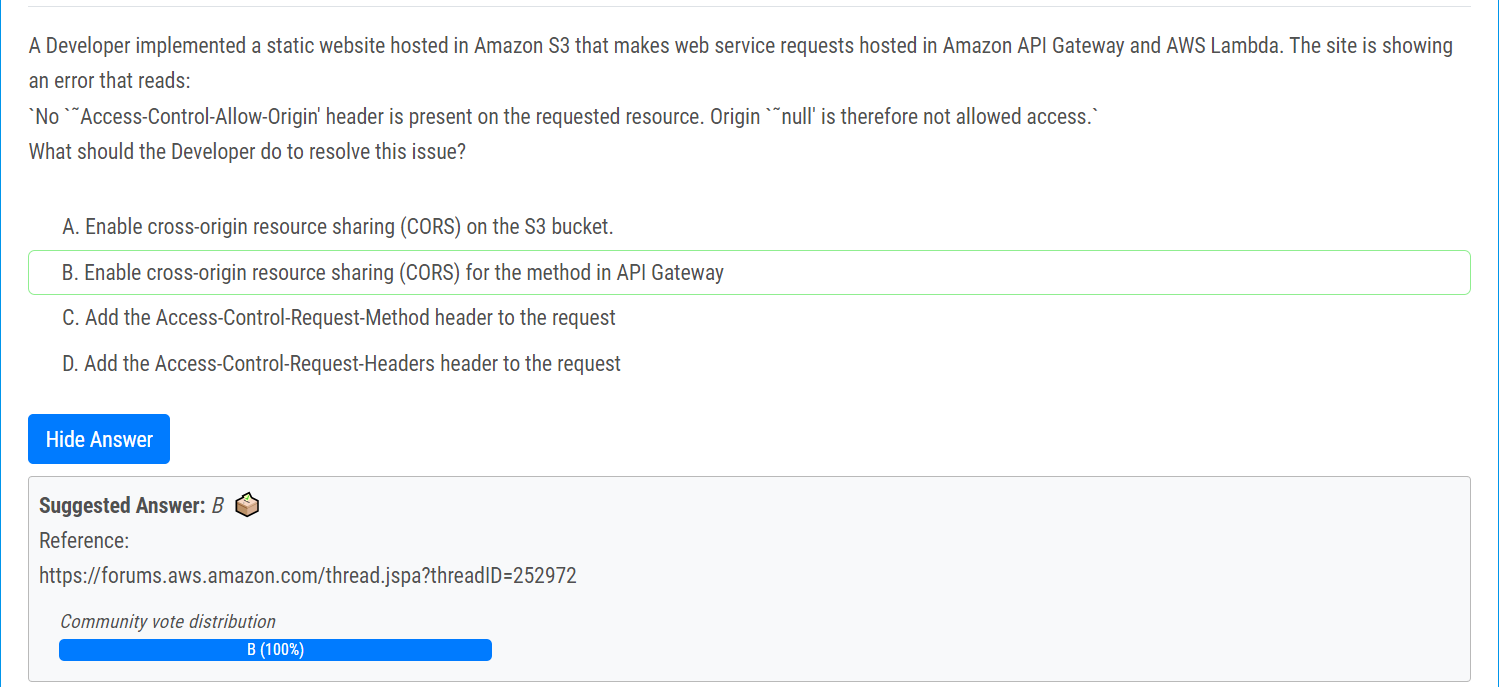 A Developer implemented a static website hosted in Amazon S3 that makes web service requests hosted in Amazon API Gateway and AWS Lambda. The site is showing
an error that reads:
`No `˜Access-Control-Allow-Origin' header is present on the requested resource. Origin `˜null' is therefore not allowed access.`
What should the Developer do to resolve this issue?
A. Enable cross-origin resource sharing (CORS) on the S3 bucket.
B. Enable cross-origin resource sharing (CORS) for the method in API Gateway
C. Add the Access-Control-Request-Method header to the request
D. Add the Access-Control-Request-Headers header to the request
Hide Answer
Suggested Answer: B
Reference:
https://forums.aws.amazon.com/thread.jspa?threadID=252972
Community vote distribution
B (100%)